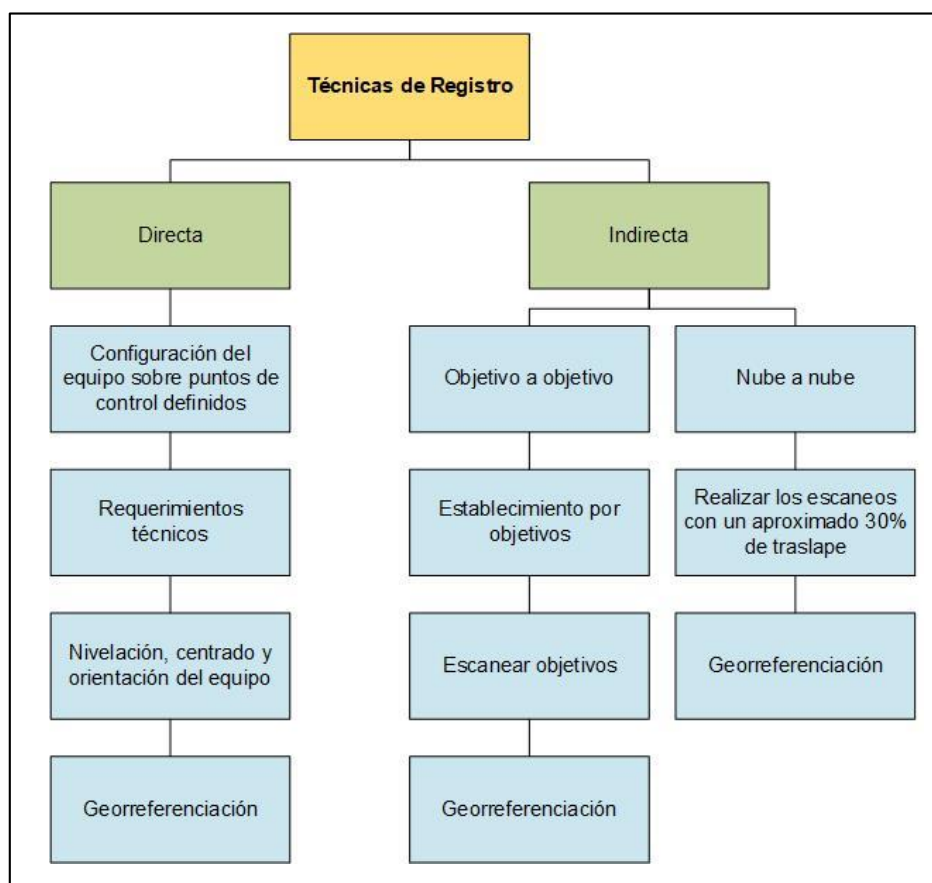 Técnicas de Registro
Directa
Indirecta
Configuración del
equipo sobre puntos de
control definidos
Objetivo a objetivo
Nube a nube
Requerimientos
técnicos
Establecimiento por
objetivos
Realizar los escaneos
con un aproximado 30%
de traslape
Nivelación, centrado y
orientación del equipo
Escanear objetivos
Georreferenciación
Georreferenciación
Georreferenciación